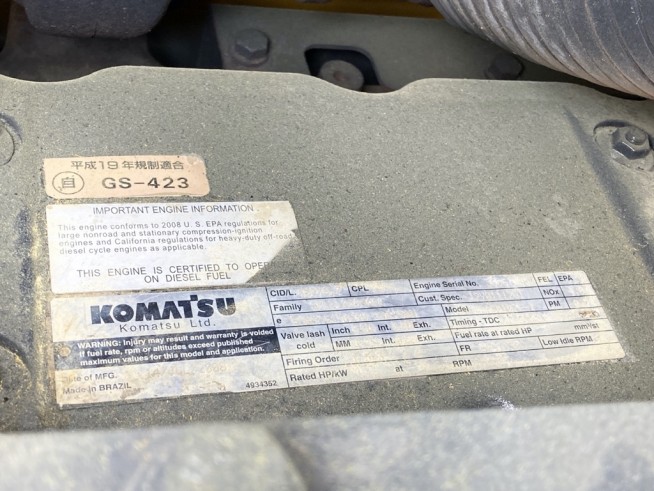 平成19年規制適合
自 GS-423
IMPORTANT ENGINE INFORMATION
This engine conforms to 2008 U. S. EPA regulations for
large nonroad and stationary compression-ignition
engines and California regulations for heavy-duty off-road
diesel cycle engines as applicable.
THIS ENGINE IS CERTIFIED TO OPER
ON DIESEL FUEL
KOMATSU
Komatsu Ltd.
WARNING: Injury may result and warranty is voided
if fuel rate, rpm or altitudes exceed published
maximum values for this model and application.
Date of MFG.
Made in BRAZIL 4934362
CID/L. CPL Engine Serial No. FEL EPA
Family Cust. Spec. NOx
e Model PM
Valve lash Inch Int. Exh. Timing - TDC
cold MM Int. Exh. Fuel rate at rated HP mm³/st
Firing Order FR Low Idle RPM
Rated HP/kW at RPM